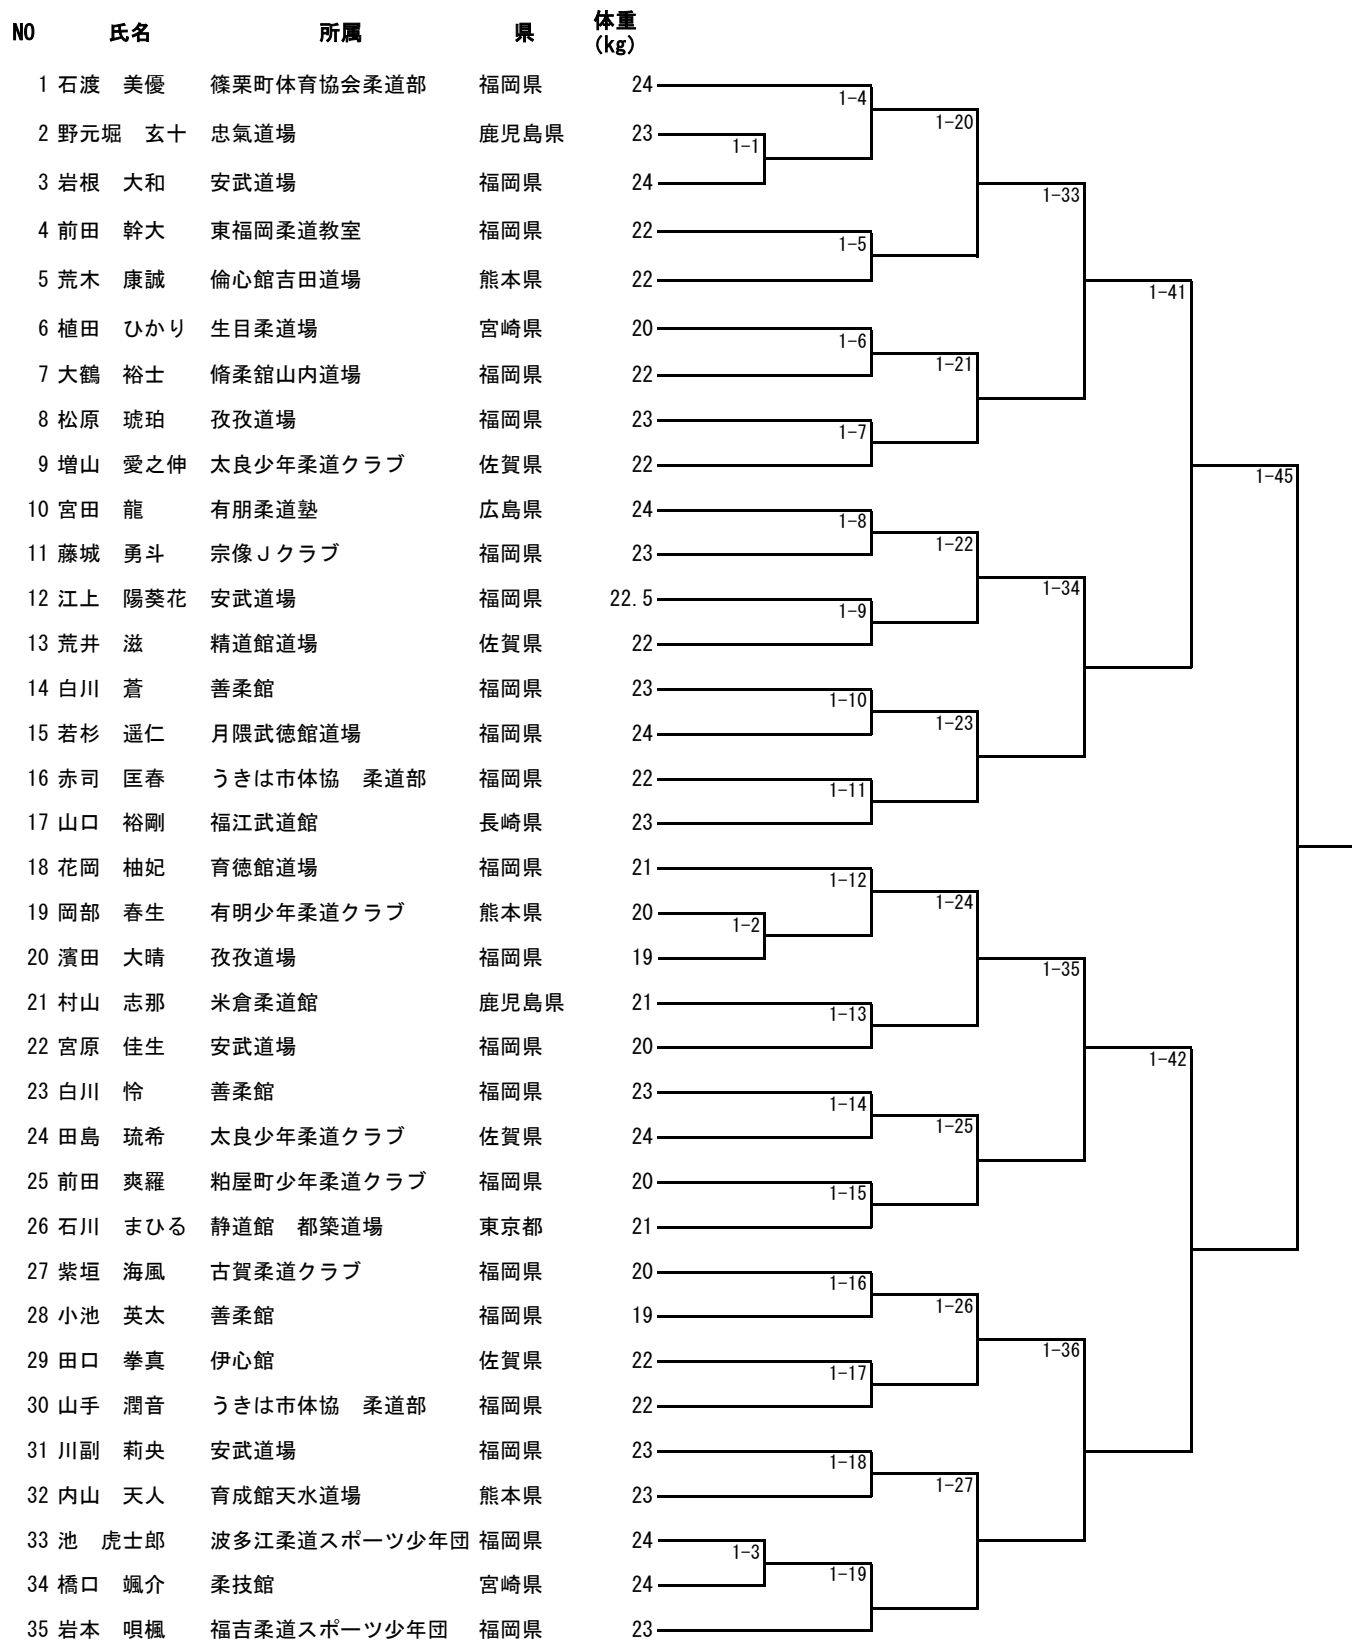 NO 氏名 所属 県 体重(kg)
1 石渡　美優 篠栗町体育協会柔道部 福岡県 24
1-4
2 野元堀　玄十 忠氣道場 鹿児島県 23
1-20
1-1
3 岩根　大和 安武道場 福岡県 24
1-33
4 前田　幹大 東福岡柔道教室 福岡県 22
1-5
5 荒木　康誠 倫心館吉田道場 熊本県 22
1-41
6 植田　ひかり 生目柔道場 宮崎県 20
1-6
1-21
7 大鶴　裕士 脩柔舘山内道場 福岡県 22
8 松原　琥珀 孜孜道場 福岡県 23
1-7
9 増山　愛之伸 太良少年柔道クラブ 佐賀県 22
1-45
10 宮田　龍 有朋柔道塾 広島県 24
1-8
1-22
11 藤城　勇斗 宗像Ｊクラブ 福岡県 23
1-34
12 江上　陽葵花 安武道場 福岡県 22.5
1-9
13 荒井　滋 精道館道場 佐賀県 22
14 白川　蒼 善柔館 福岡県 23
1-10
1-23
15 若杉　遥仁 月隈武徳館道場 福岡県 24
16 赤司　匡春 うきは市体協　柔道部 福岡県 22
1-11
17 山口　裕剛 福江武道館 長崎県 23
18 花岡　柚妃 育徳館道場 福岡県 21
1-12
1-24
19 岡部　春生 有明少年柔道クラブ 熊本県 20
1-2
20 濱田　大晴 孜孜道場 福岡県 19
1-35
21 村山　志那 米倉柔道館 鹿児島県 21
1-13
22 宮原　佳生 安武道場 福岡県 20
1-42
23 白川　怜 善柔館 福岡県 23
1-14
1-25
24 田島　琉希 太良少年柔道クラブ 佐賀県 24
25 前田　爽羅 粕屋町少年柔道クラブ 福岡県 20
1-15
26 石川　まひる 静道館　都築道場 東京都 21
27 紫垣　海風 古賀柔道クラブ 福岡県 20
1-16
1-26
28 小池　英太 善柔館 福岡県 19
1-36
29 田口　拳真 伊心館 佐賀県 22
1-17
30 山手　潤音 うきは市体協　柔道部 福岡県 22
31 川副　莉央 安武道場 福岡県 23
1-18
1-27
32 内山　天人 育成館天水道場 熊本県 23
33 池　虎士郎 波多江柔道スポーツ少年団 福岡県 24
1-3
1-19
34 橋口　颯介 柔技館 宮崎県 24
35 岩本　唄楓 福吉柔道スポーツ少年団 福岡県 23